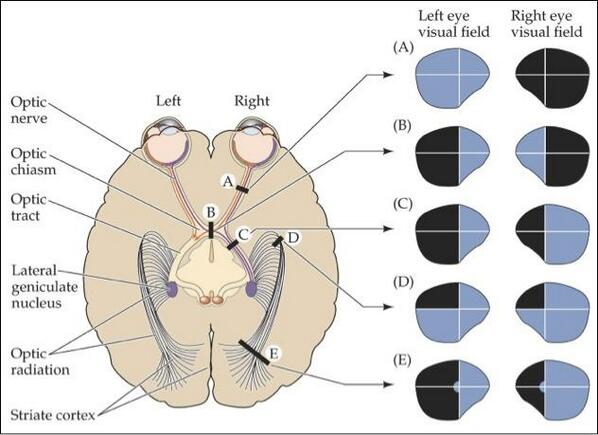 Left eye
visual field
Right eye
visual field
(A)
Left
Right
Optic
nerve
A
(B)
Optic
chiasm
B
Optic
tract
C
D
(C)
Lateral
geniculate
nucleus
(D)
Optic
radiation
E
(E)
Striate cortex